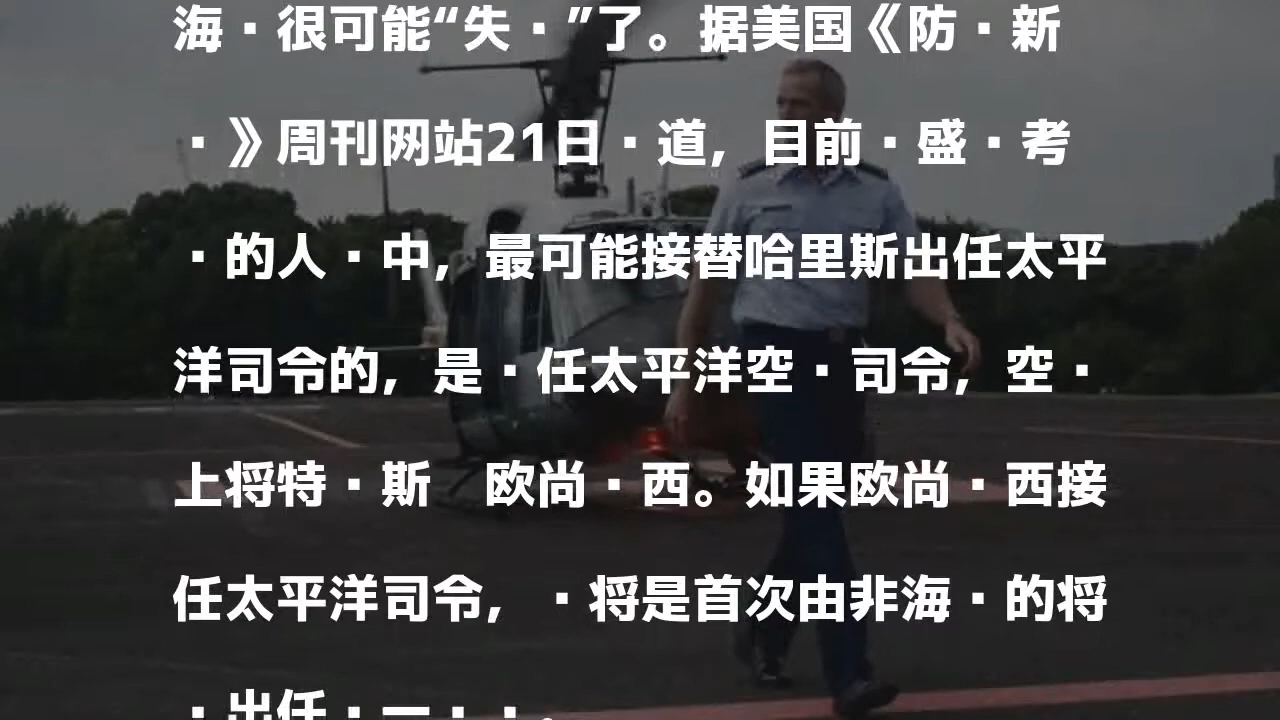 海·很可能“失·”了。据美国《防·新
·》周刊网站21日·道，目前·盛·考
·的人·中，最可能接替哈里斯出任太平
洋司令的，是·任太平洋空·司令，空·
上将特·斯　欧尚·西。如果欧尚·西接
任太平洋司令，·将是首次由非海·的将
·出任·一··。